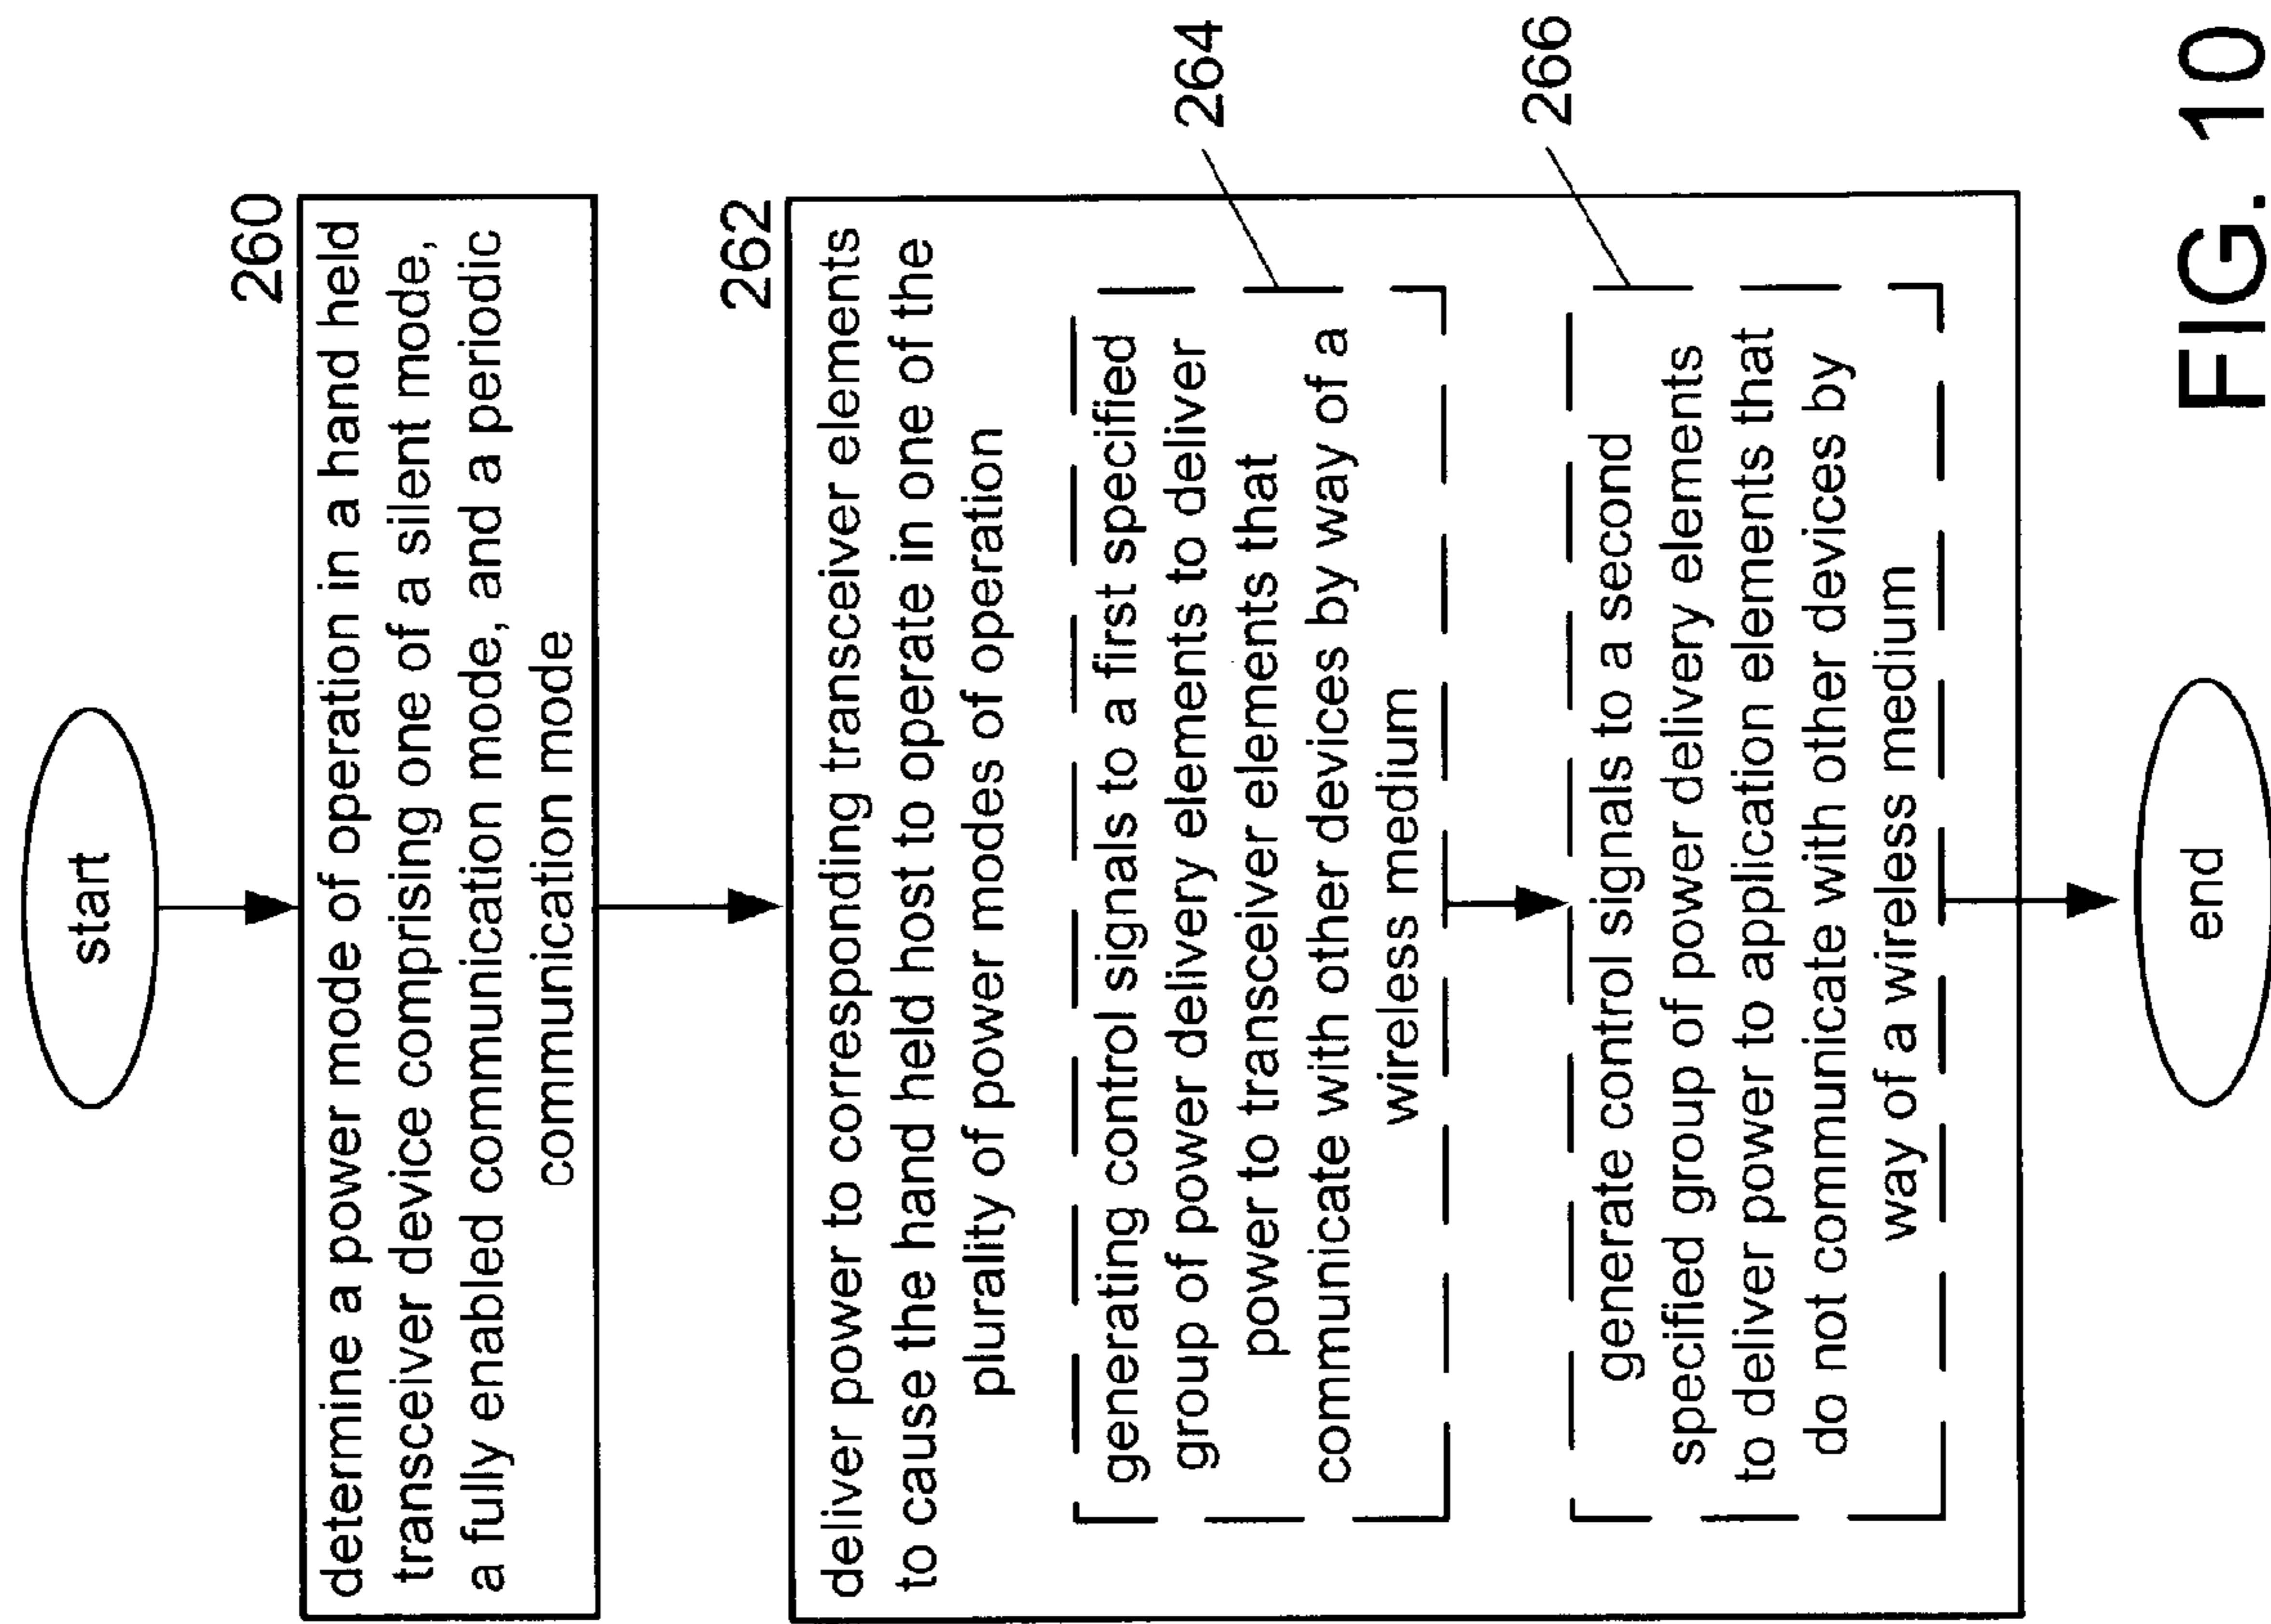 start
260
determine a power mode of operation in a hand held
transceiver device comprising one of a silent mode,
a fully enabled communication mode, and a periodic
communication mode
262
deliver power to corresponding transceiver elements
to cause the hand held host to operate in one of the
plurality of power modes of operation
generating control signals to a first specified
group of power delivery elements to deliver
power to transceiver elements that
communicate with other devices by way of a
wireless medium
264
generate control signals to a second
specified group of power delivery elements
to deliver power to application elements that
do not communicate with other devices by
way of a wireless medium
266
end
FIG. 10